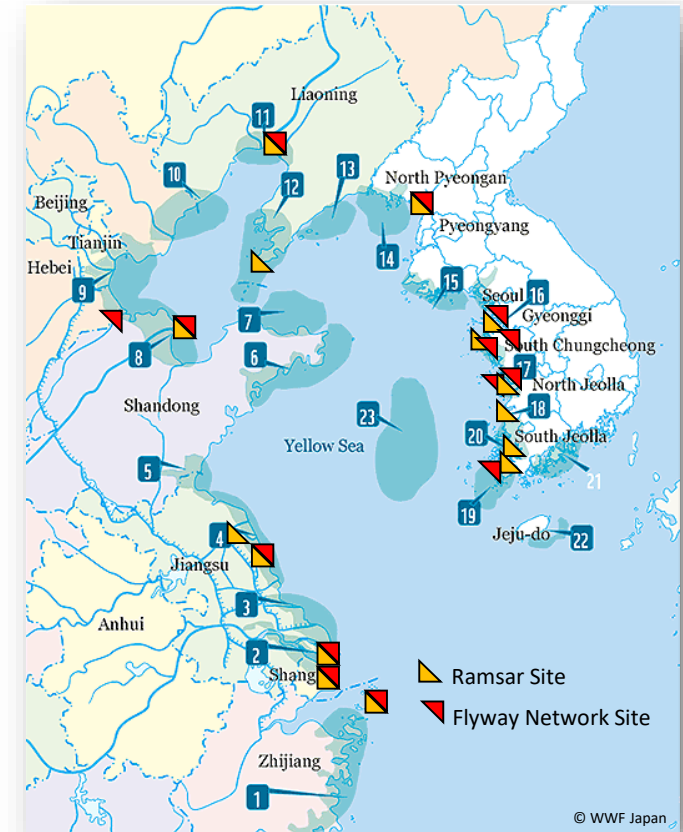 Liaoning
11
10
13
12
North Pyeongan
Beijing
Pyeongyang
Tianjin
14
Hebei
9
15
Seoul
16
7
Gyeonggi
8
6
South Chungcheong
17
North Jeolla
Shandong
18
23
Yellow Sea
20
South Jeolla
5
21
19
4
Jeju-do
22
Jiangsu
3
Anhui
2
Shang
Ramsar Site
Flyway Network Site
Zhijiang
1
© WWF Japan